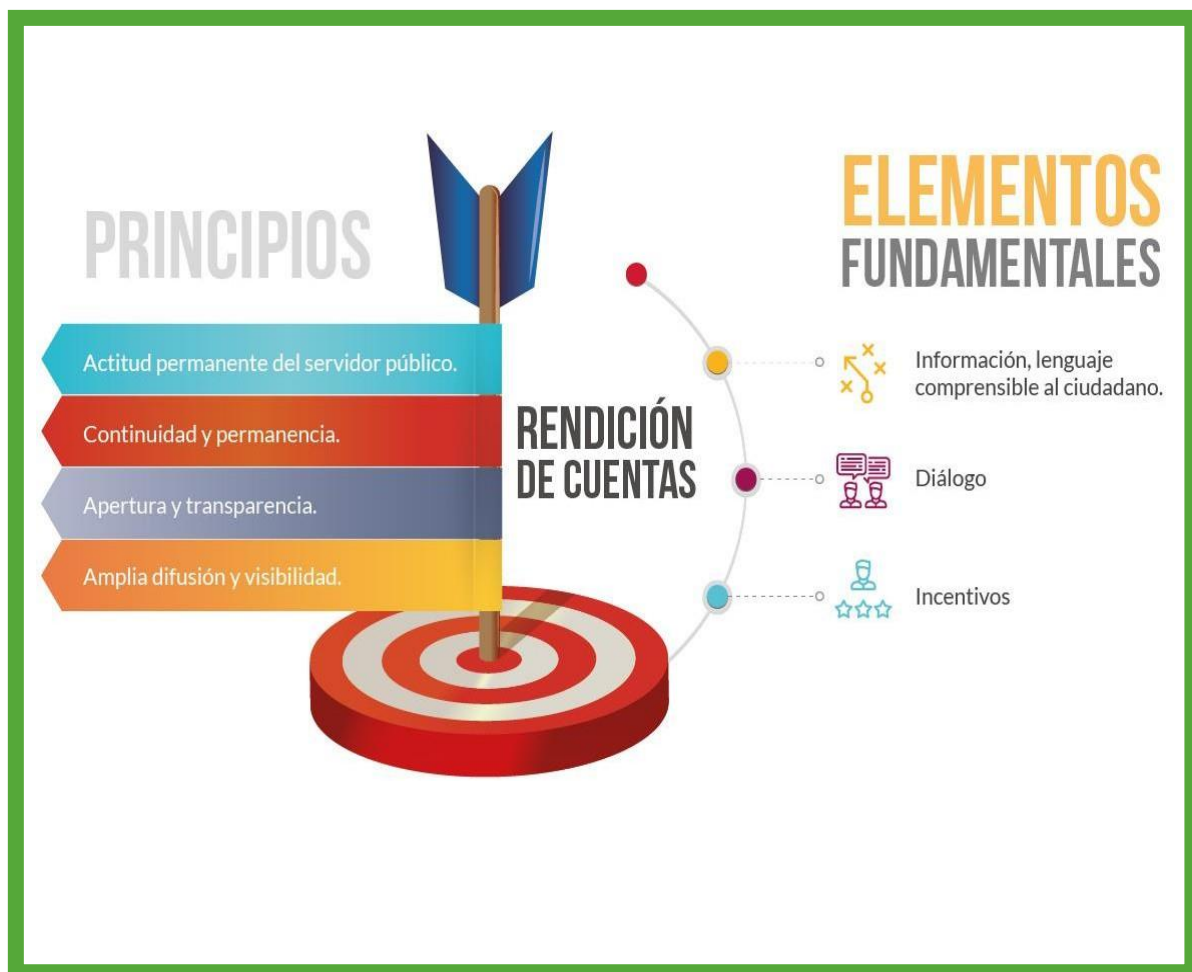 PRINCIPIOS
Actitud permanente del servidor público.
Continuidad y permanencia.
Apertura y transparencia.
Amplia difusión y visibilidad.
RENDICIÓN
DE CUENTAS
ELEMENTOS
FUNDAMENTALES
Información, lenguaje
comprensible al ciudadano.
Diálogo
Incentivos